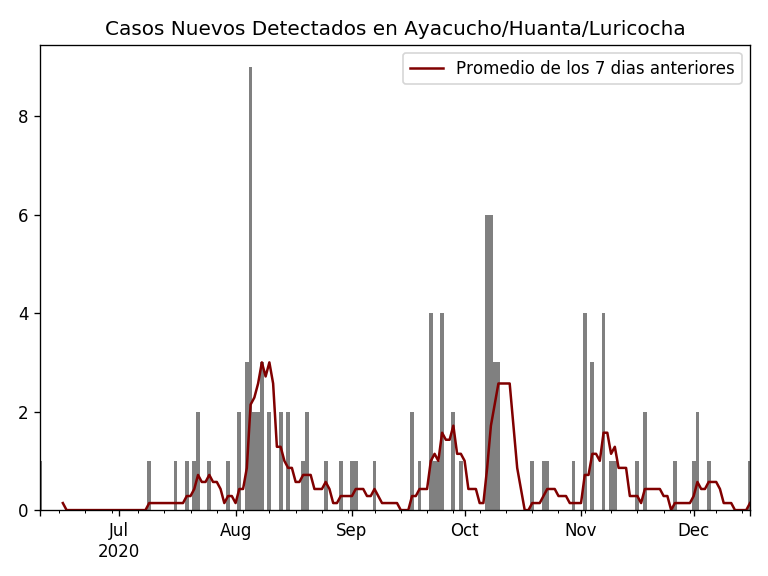 Casos Nuevos Detectados en Ayacucho/Huanta/Luricocha
Promedio de los 7 dias anteriores
8
6
4
2
0
Jul Aug Sep Oct Nov Dec
2020